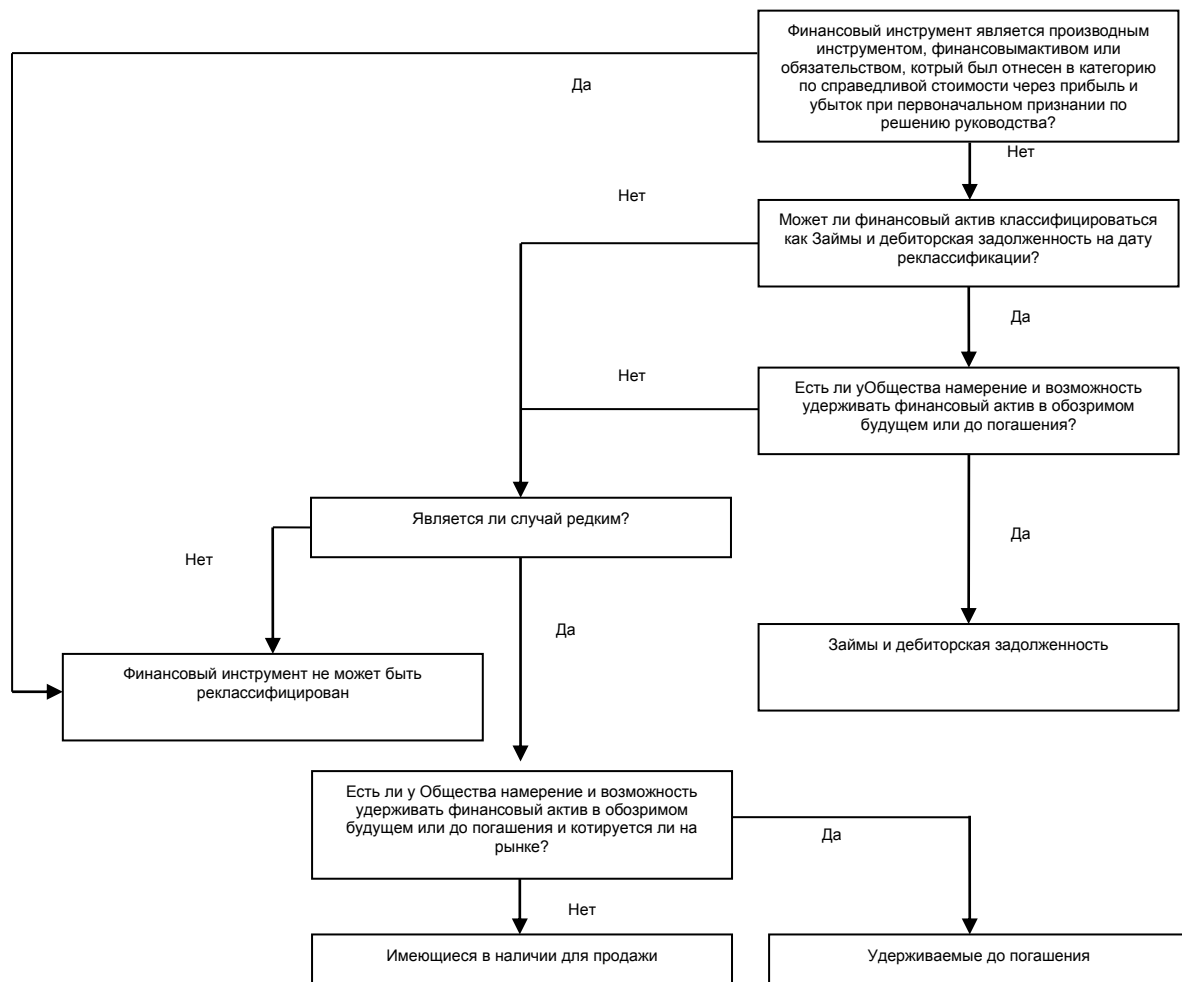 Финансовый инструмент является производным
инструментом, финансовымактивом или
обязательством, котрый был отнесен в категорию
по справедливой стоимости через прибыль и
убыток при первоначальном признании по
решению руководства?
Да
Нет
Нет
Может ли финансовый актив классифицироваться
как Займы и дебиторская задолженность на дату
реклассификации?
Да
Нет
Есть ли уОбщества намерение и возможность
удерживать финансовый актив в обозримом
будущем или до погашения?
Является ли случай редким?
Да
Нет
Да
Займы и дебиторская задолженность
Финансовый инструмент не может быть
реклассифицирован
Есть ли у Общества намерение и возможность
удерживать финансовый актив в обозримом
будущем или до погашения и котируется ли на
рынке?
Да
Нет
Имеющиеся в наличии для продажи
Удерживаемые до погашения